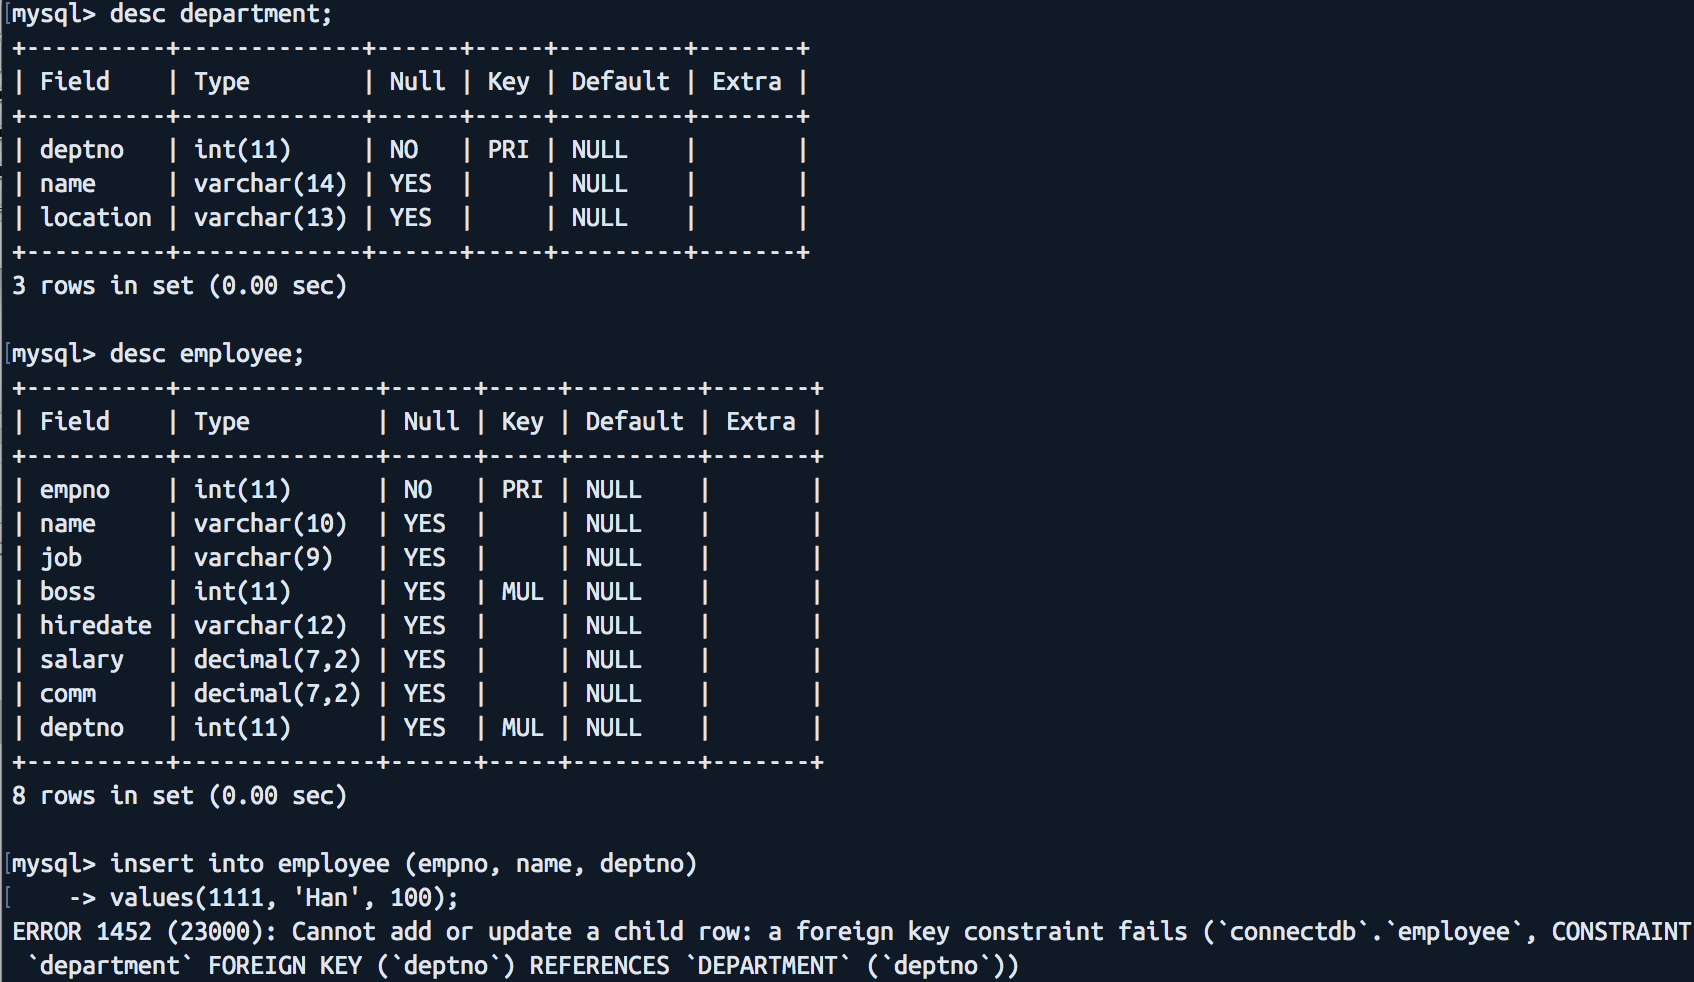 mysql> desc department;
+----------+-------------+------+-----+---------+-------+
| Field    | Type        | Null | Key | Default | Extra |
+----------+-------------+------+-----+---------+-------+
| deptno   | int(11)     | NO   | PRI | NULL    |       |
| name     | varchar(14) | YES  |     | NULL    |       |
| location | varchar(13) | YES  |     | NULL    |       |
+----------+-------------+------+-----+---------+-------+
3 rows in set (0.00 sec)

mysql> desc employee;
+----------+--------------+------+-----+---------+-------+
| Field    | Type         | Null | Key | Default | Extra |
+----------+--------------+------+-----+---------+-------+
| empno    | int(11)      | NO   | PRI | NULL    |       |
| name     | varchar(10)  | YES  |     | NULL    |       |
| job      | varchar(9)   | YES  |     | NULL    |       |
| boss     | int(11)      | YES  | MUL | NULL    |       |
| hiredate | varchar(12)  | YES  |     | NULL    |       |
| salary   | decimal(7,2) | YES  |     | NULL    |       |
| comm     | decimal(7,2) | YES  |     | NULL    |       |
| deptno   | int(11)      | YES  | MUL | NULL    |       |
+----------+--------------+------+-----+---------+-------+
8 rows in set (0.00 sec)

mysql> insert into employee (empno, name, deptno)
    -> values(1111, 'Han', 100);
ERROR 1452 (23000): Cannot add or update a child row: a foreign key constraint fails (`connectdb`.`employee`, CONSTRAINT
 `department` FOREIGN KEY (`deptno`) REFERENCES `DEPARTMENT` (`deptno`))